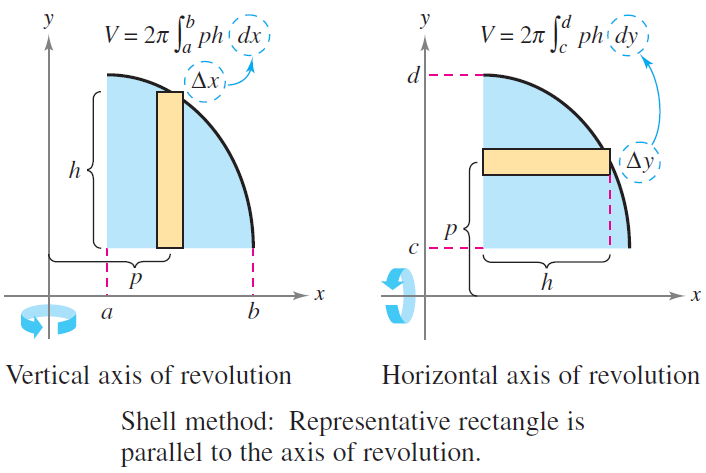 y
V = 2π ∫ₐᵇ ph dx
Δx
h
p
x
a
b
Vertical axis of revolution
y
V = 2π ∫_c^d ph dy
d
Δy
p
c
h
x
Horizontal axis of revolution
Shell method: Representative rectangle is
parallel to the axis of revolution.